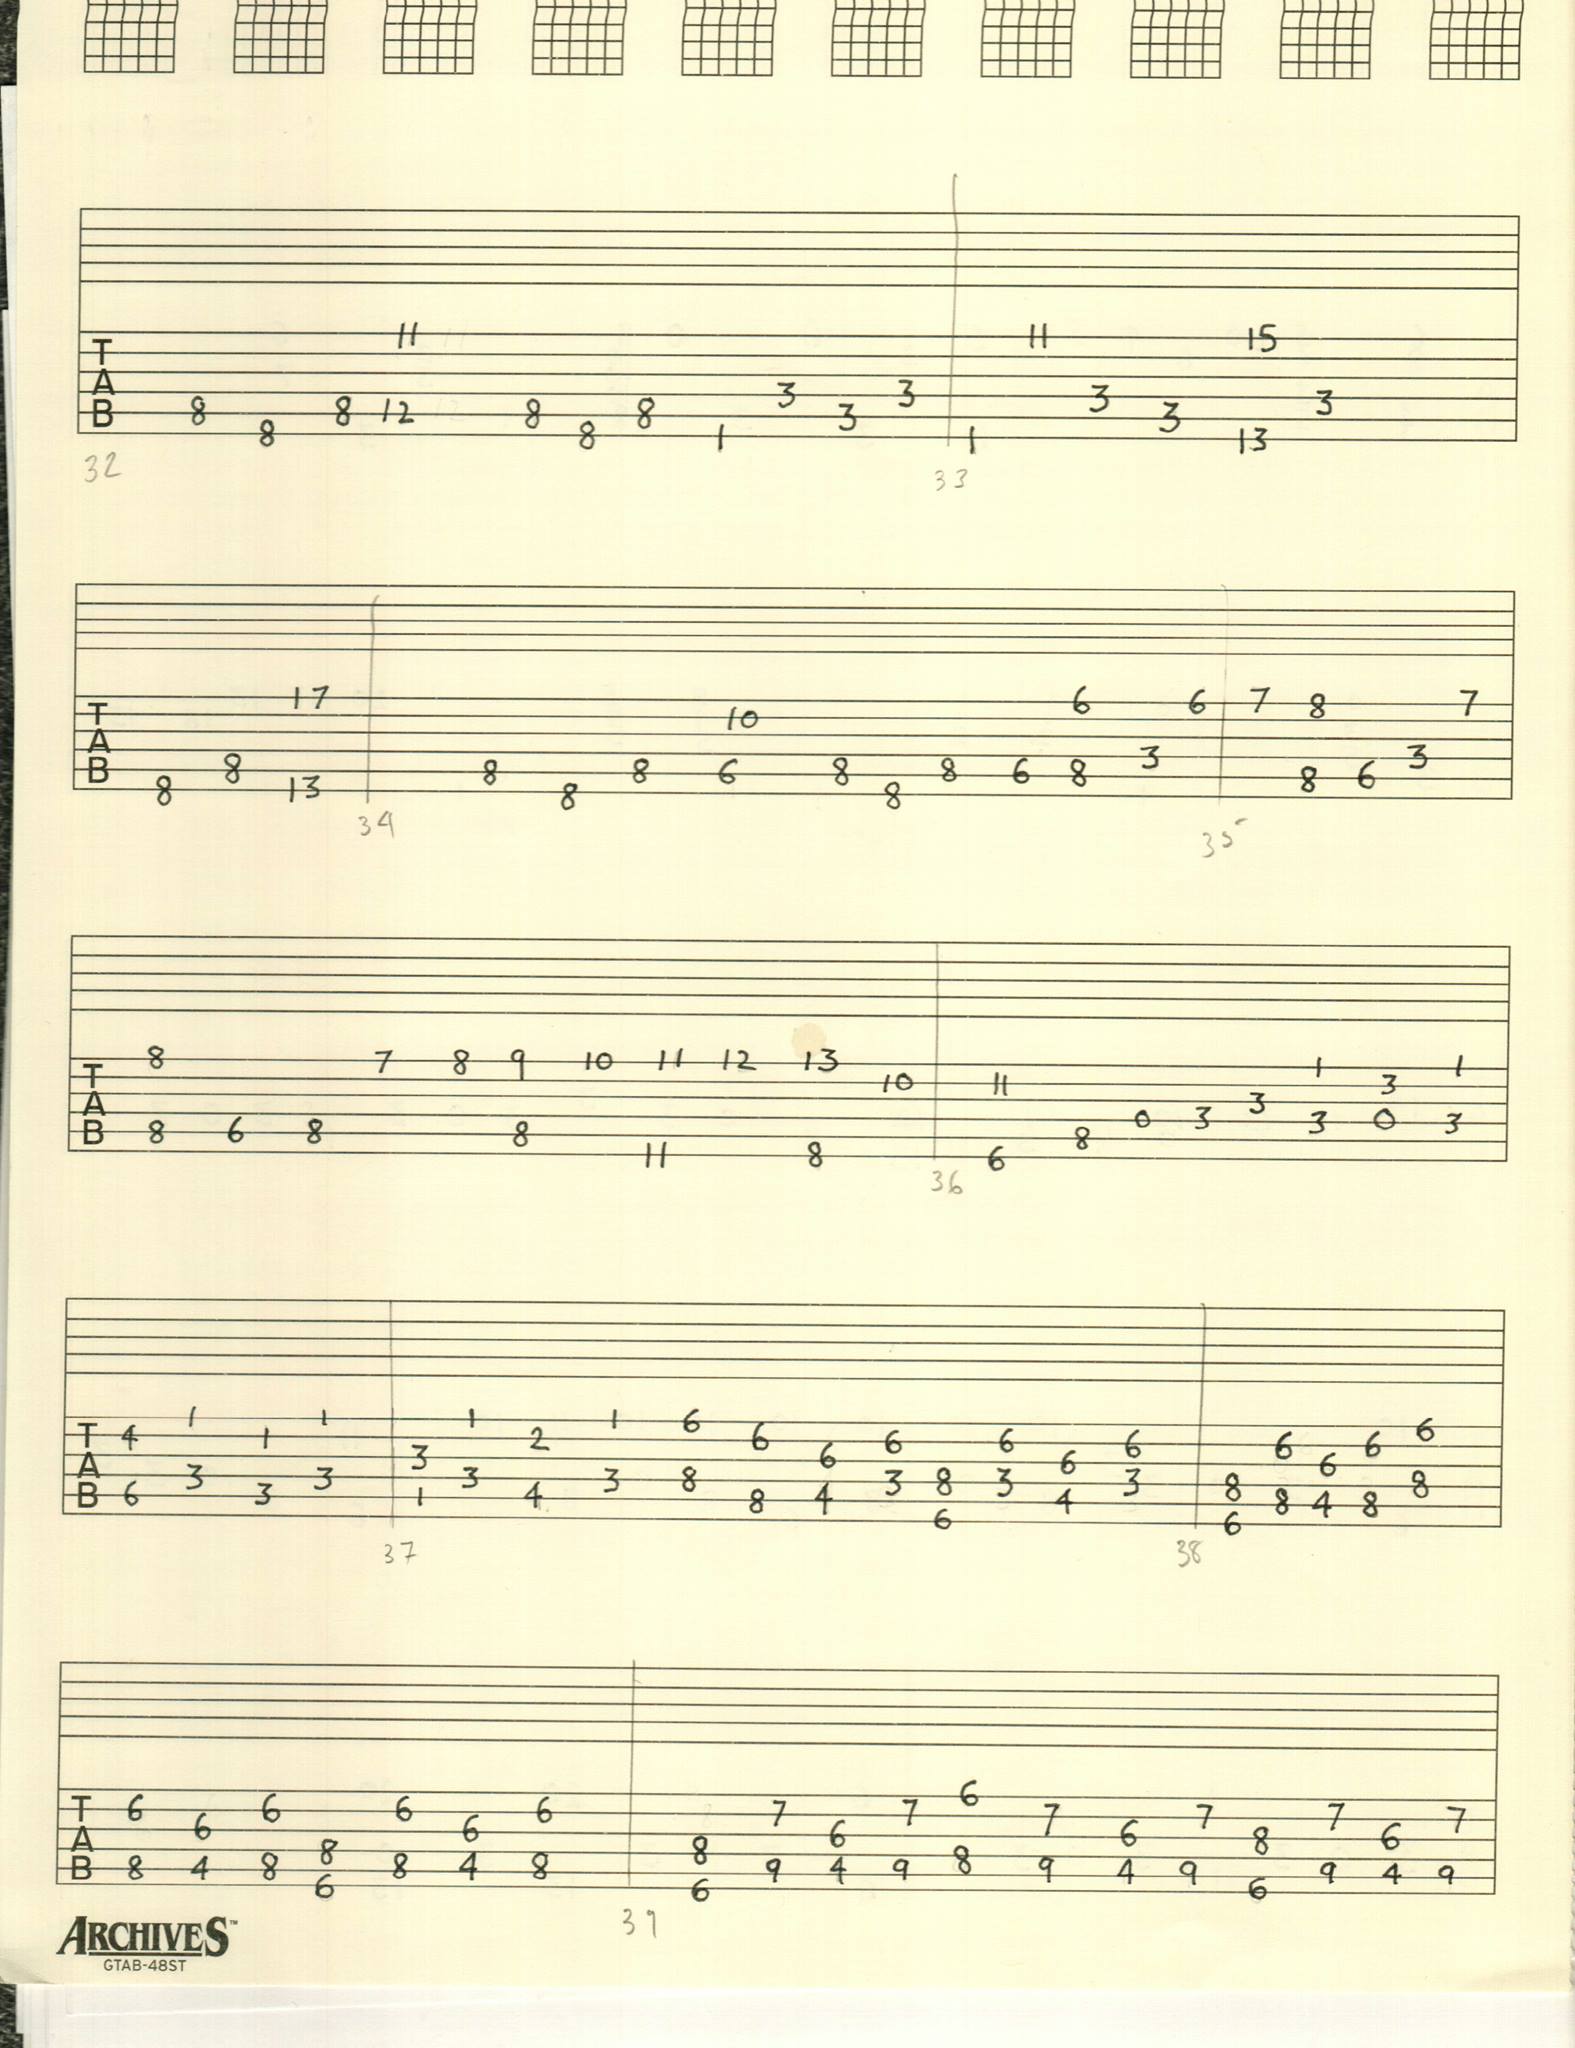 11 11 15
T
A 3 3 3 3
B 8 8 12 8 8 3 3
8 8 1 1 13
32 33
17 6 6 7 8 7
T 10
A 3 3
B 8 8 8 6 8 8 6 8 8 6
8 13 8 8
34 35
8 7 8 9 10 11 12 13 1 1
T 10 11 3
A 3
0 3 3 0 3
B 8 6 8 8 8
11 8 6
36
1 1 1 1 6 6
T 4 1 2 6 6 6 6 6 6
A 3 6 6 6
3 3 3 3 8 3 8 3 3 8 8
B 6 3 1 4 8 4 4 8 4 8
6 6
37 38
6
T 6 6 6 6 7 7 7 7 7 7
A 6 6 6 6 6
8 8 8 8
B 8 4 8 8 4 8 9 4 9 9 4 9 9 4 9
6 6 6
39
ARCHIVES™
GTAB-48ST